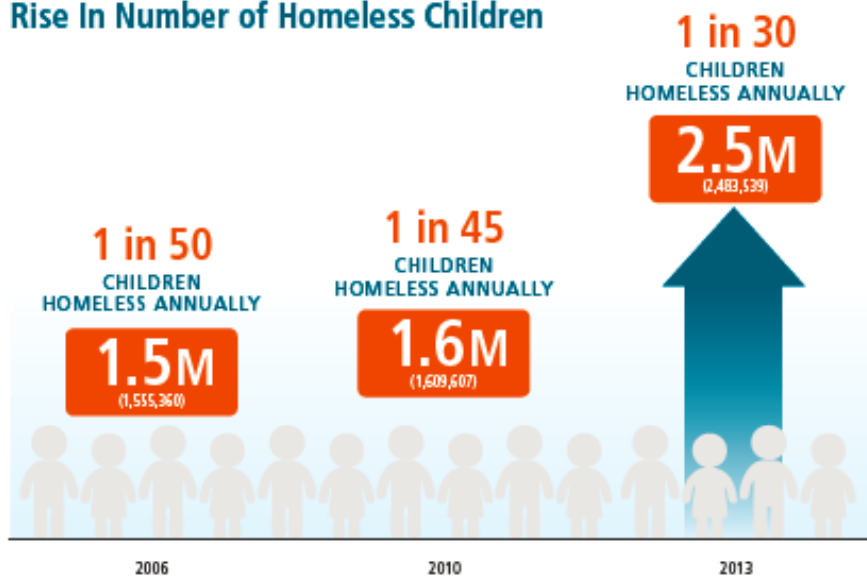 Rise In Number of Homeless Children
1 in 50
CHILDREN
HOMELESS ANNUALLY
1.5M
(1,555,360)
1 in 45
CHILDREN
HOMELESS ANNUALLY
1.6M
(1,609,607)
1 in 30
CHILDREN
HOMELESS ANNUALLY
2.5M
(2,483,539)
2006
2010
2013